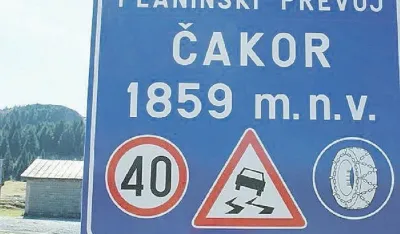 PLANINSKI PREVOJ
ČAKOR
1859 m.n.v.
40